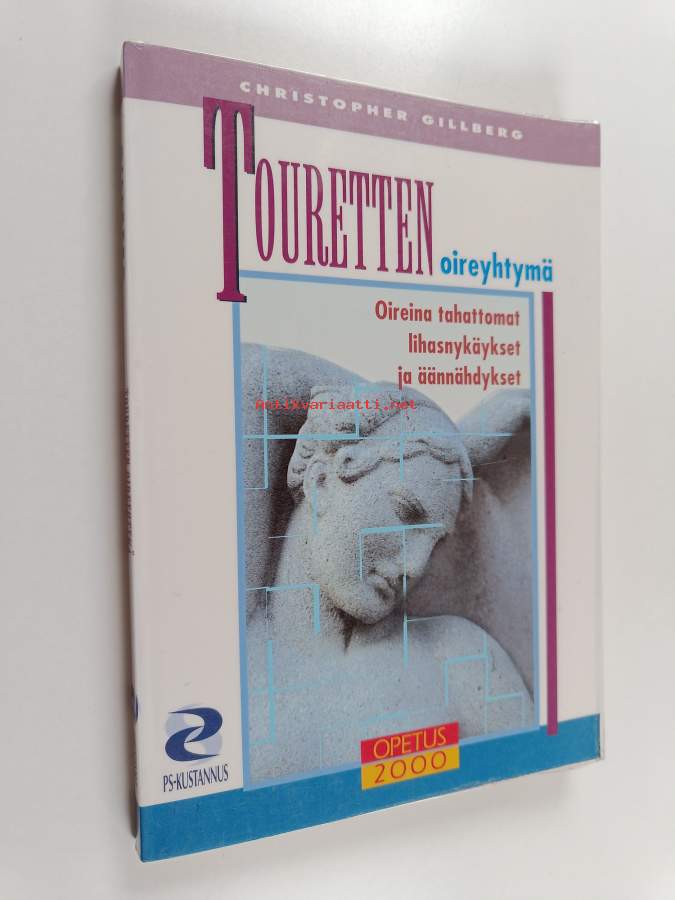 CHRISTOPHER GILLBERG
TOURETTEN
oireyhtymä
Oireina tahattomat
lihasnykäykset
ja äännähdykset
Antikvariaatti.net
OPETUS
2000
PS-KUSTANNUS